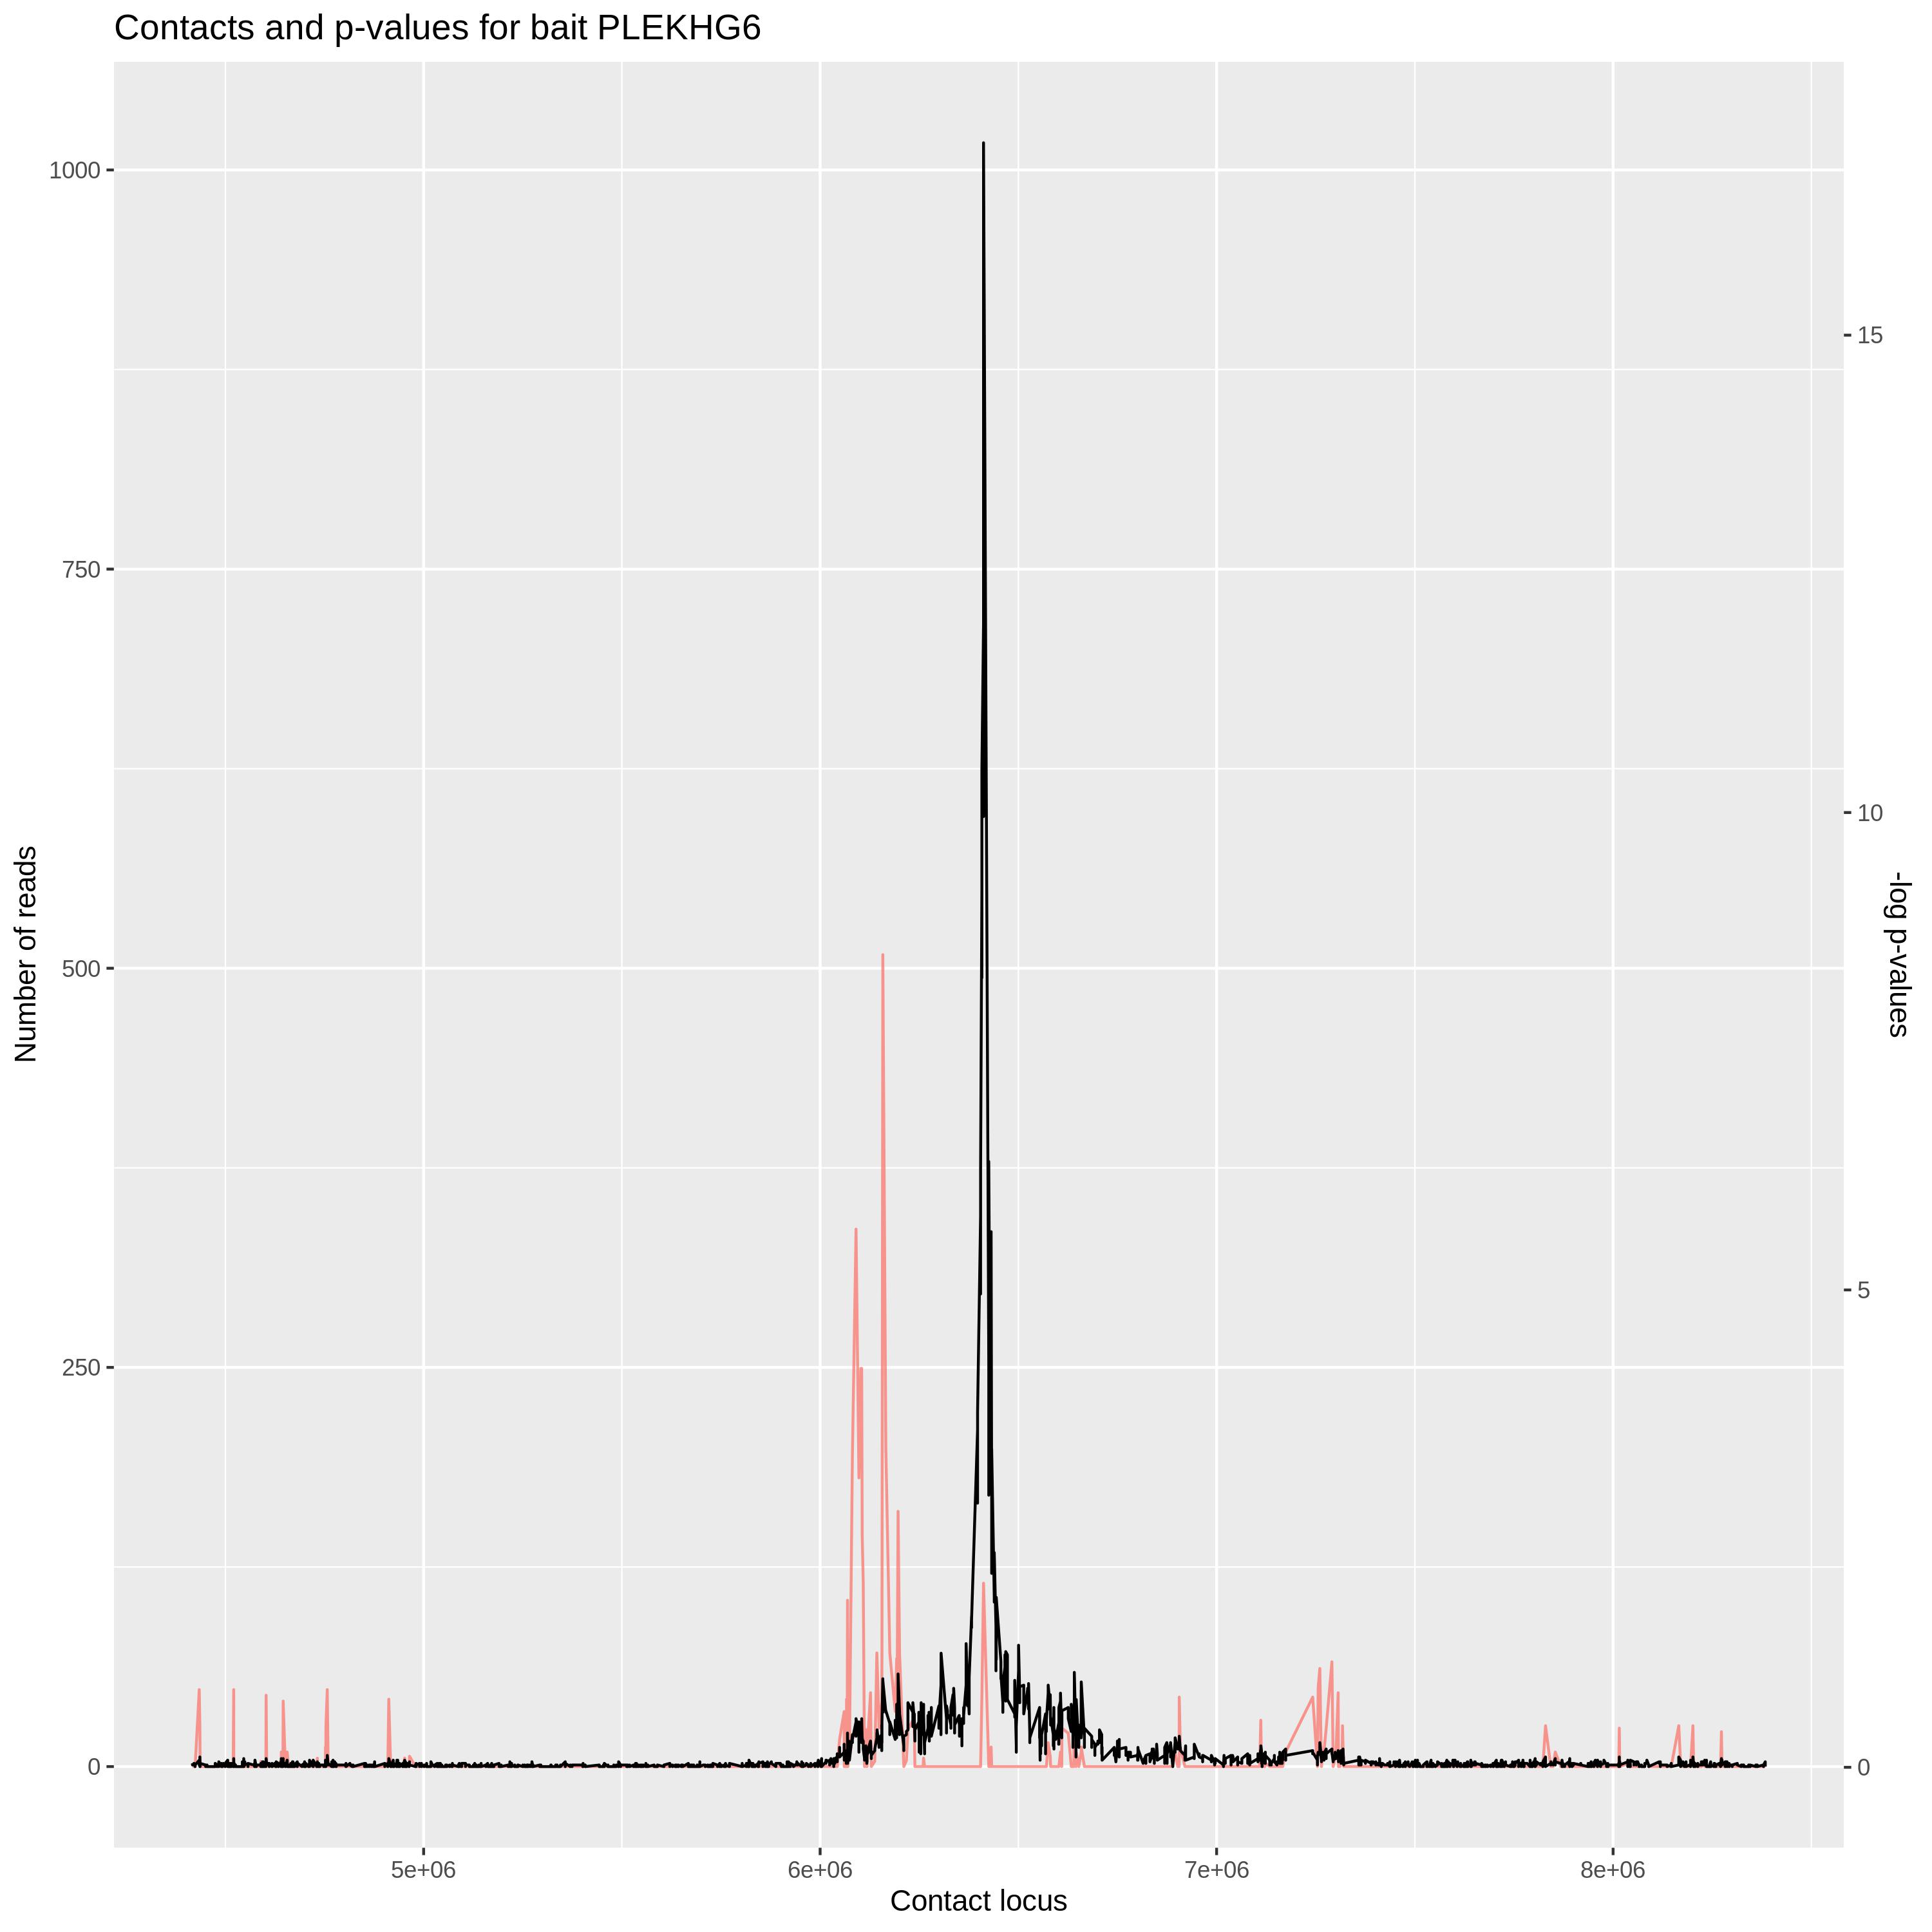 Contacts and p-values for bait PLEKHG6
1000
750
500
250
0
Number of reads
15
10
5
0
-log p-values
5e+06
6e+06
7e+06
8e+06
Contact locus